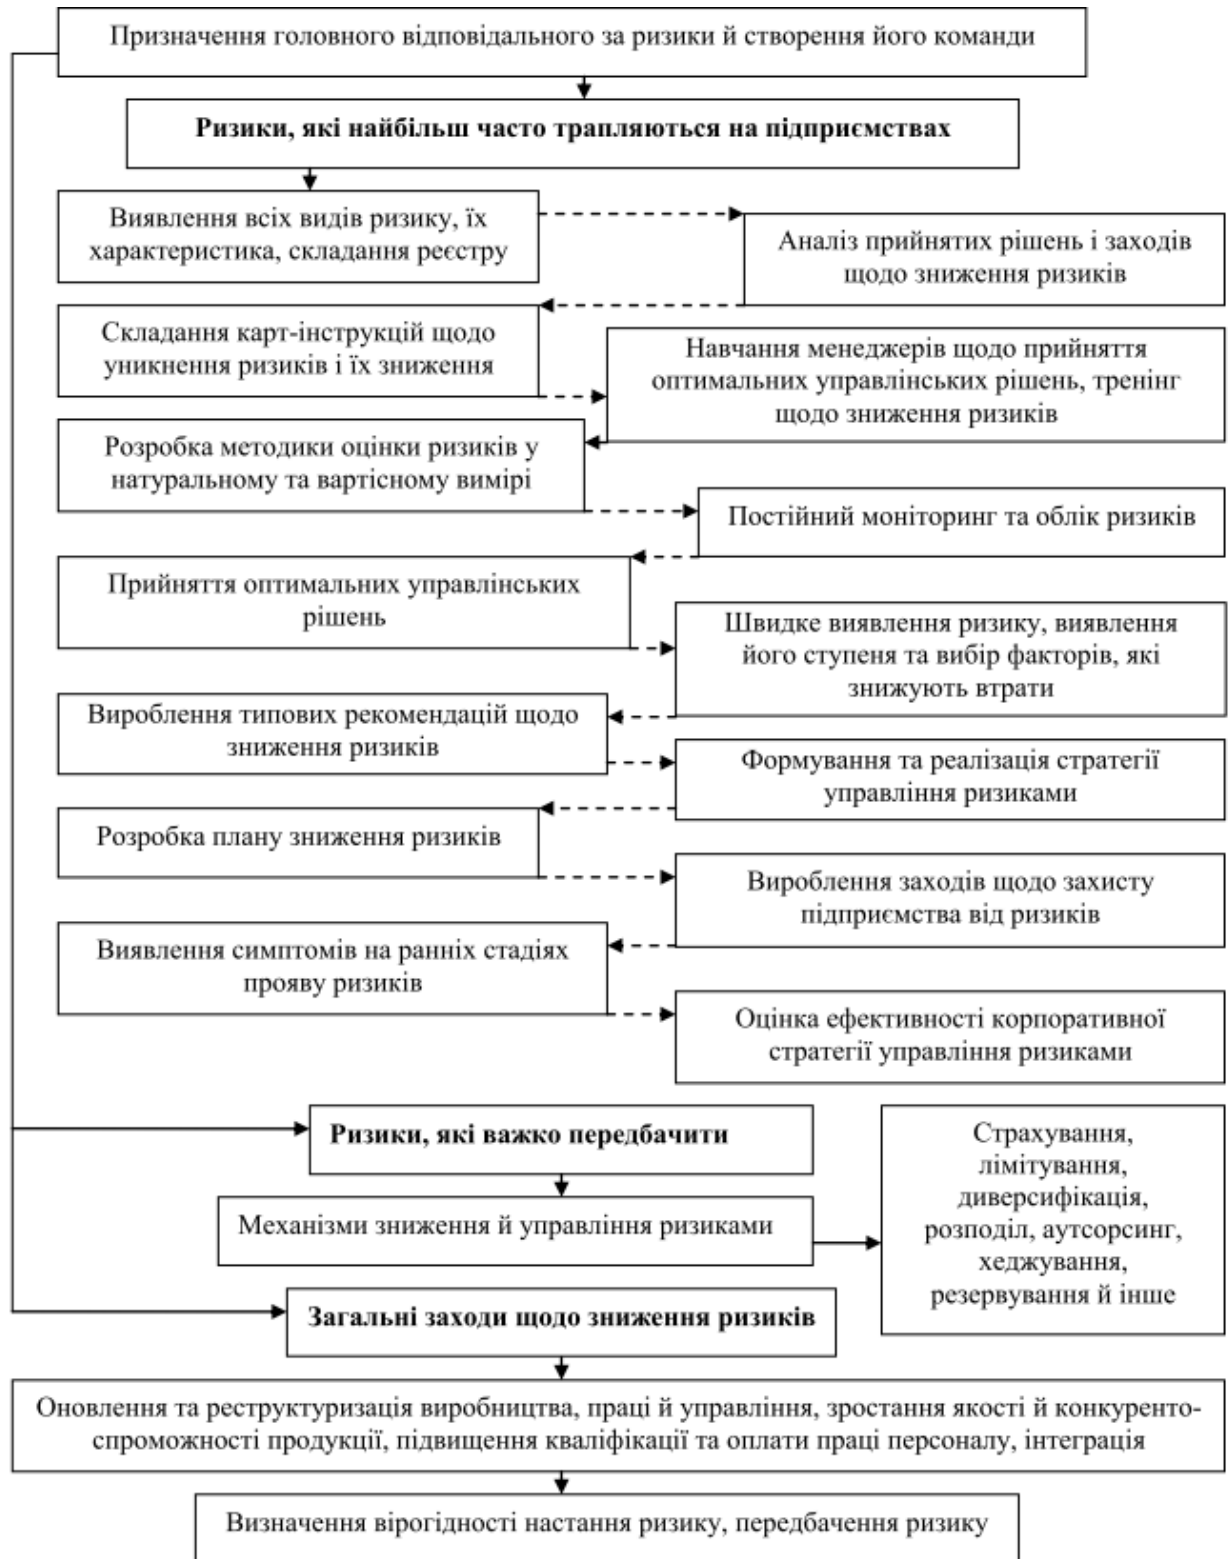 Призначення головного відповідального за ризики й створення його команди
Ризики, які найбільш часто трапляються на підприємствах
Виявлення всіх видів ризику, їх
характеристика, складання реєстру
Аналіз прийнятих рішень і заходів
щодо зниження ризиків
Складання карт-інструкцій щодо
уникнення ризиків і їх зниження
Навчання менеджерів щодо прийняття
оптимальних управлінських рішень, тренінг
щодо зниження ризиків
Розробка методики оцінки ризиків у
натуральному та вартісному вимірі
Постійний моніторинг та облік ризиків
Прийняття оптимальних управлінських
рішень
Швидке виявлення ризику, виявлення
його ступеня та вибір факторів, які
знижують втрати
Вироблення типових рекомендацій щодо
зниження ризиків
Формування та реалізація стратегії
управління ризиками
Розробка плану зниження ризиків
Вироблення заходів щодо захисту
підприємства від ризиків
Виявлення симптомів на ранніх стадіях
прояву ризиків
Оцінка ефективності корпоративної
стратегії управління ризиками
Ризики, які важко передбачити
Механізми зниження й управління ризиками
Страхування,
лімітування,
диверсифікація,
розподіл, аутсорсинг,
хеджування,
резервування й інше
Загальні заходи щодо зниження ризиків
Оновлення та реструктуризація виробництва, праці й управління, зростання якості й конкуренто-
спроможності продукції, підвищення кваліфікації та оплати праці персоналу, інтеграція
Визначення вірогідності настання ризику, передбачення ризику